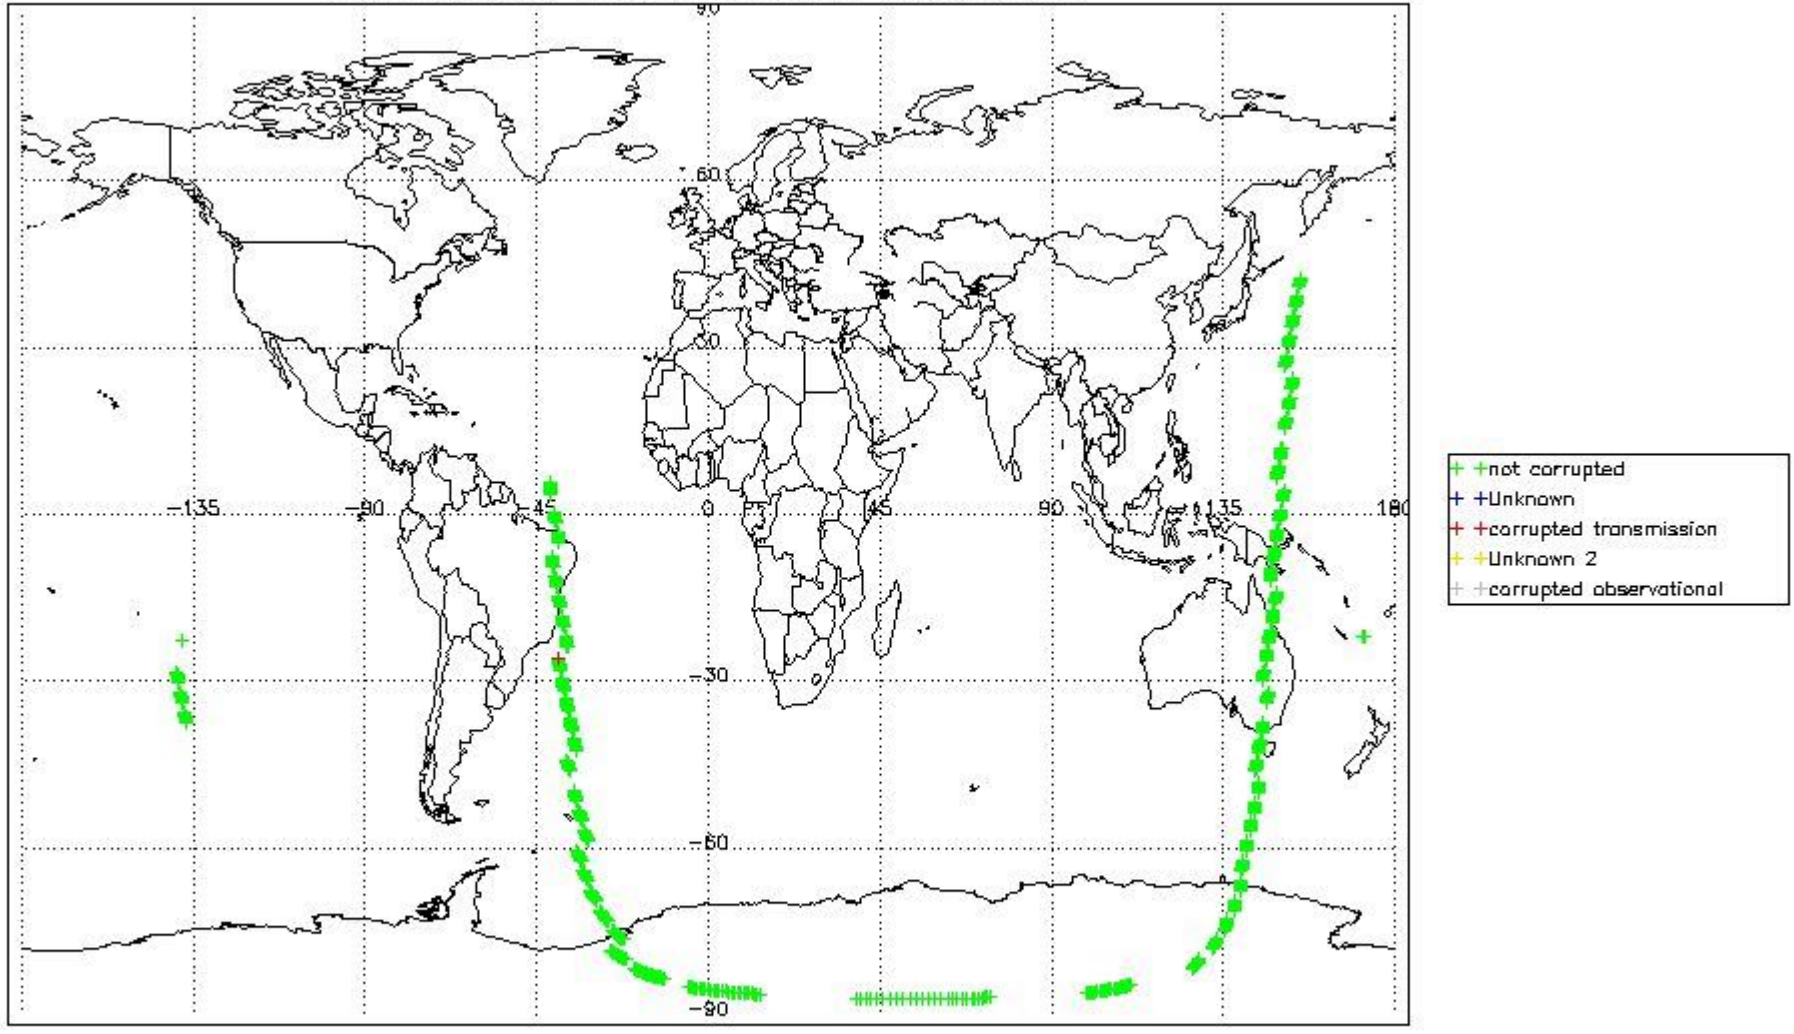 90
60
30
-135 -90 -45 0 45 90 135 180
-30
-60
-90
not corrupted
Unknown
corrupted transmission
Unknown 2
corrupted observational